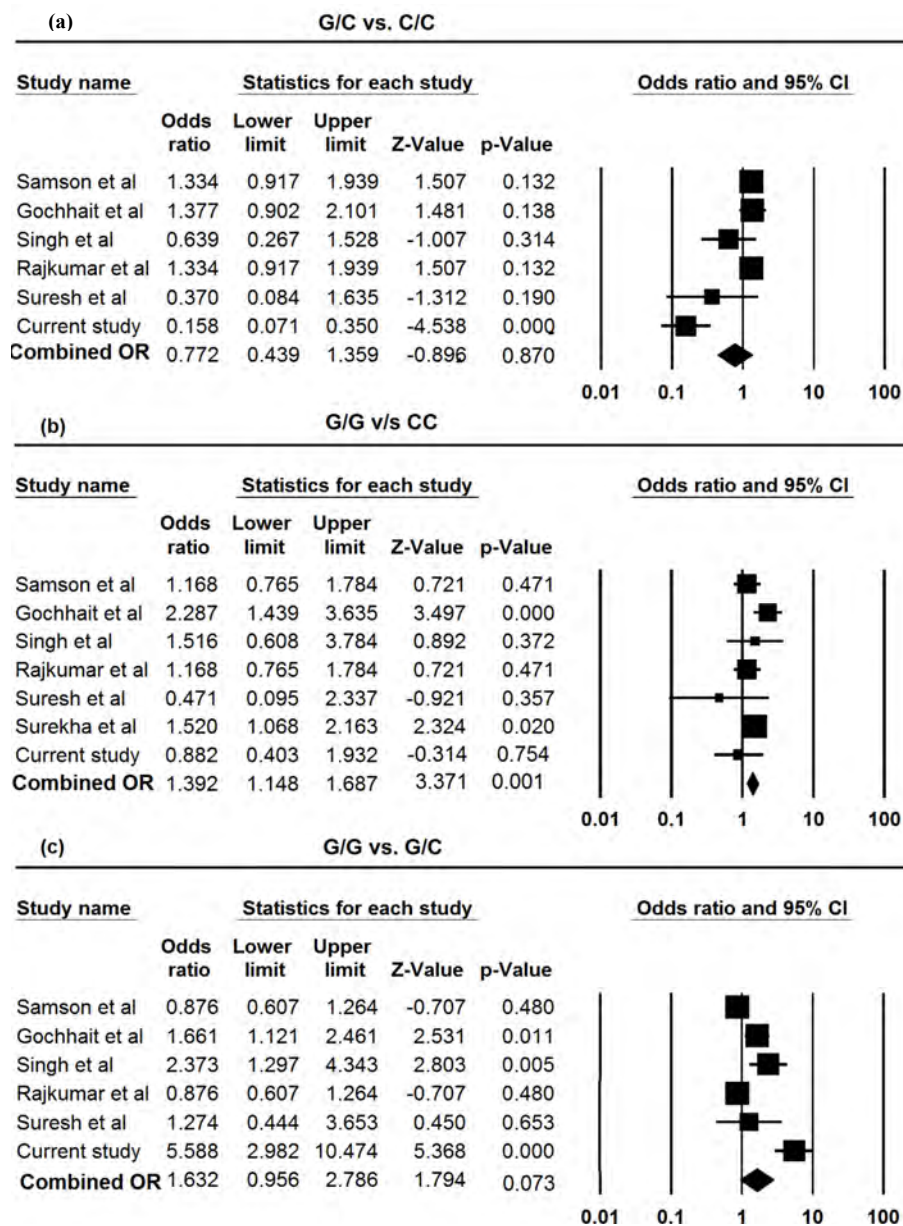 (a) G/C vs. C/C
Study name Statistics for each study Odds ratio and 95% CI
Odds Lower Upper
ratio limit limit Z-Value p-Value
Samson et al 1.334 0.917 1.939 1.507 0.132
Gochhait et al 1.377 0.902 2.101 1.481 0.138
Singh et al 0.639 0.267 1.528 -1.007 0.314
Rajkumar et al 1.334 0.917 1.939 1.507 0.132
Suresh et al 0.370 0.084 1.635 -1.312 0.190
Current study 0.158 0.071 0.350 -4.538 0.000
Combined OR 0.772 0.439 1.359 -0.896 0.870
0.01 0.1 1 10 100
(b) G/G v/s CC
Study name Statistics for each study Odds ratio and 95% CI
Odds Lower Upper
ratio limit limit Z-Value p-Value
Samson et al 1.168 0.765 1.784 0.721 0.471
Gochhait et al 2.287 1.439 3.635 3.497 0.000
Singh et al 1.516 0.608 3.784 0.892 0.372
Rajkumar et al 1.168 0.765 1.784 0.721 0.471
Suresh et al 0.471 0.095 2.337 -0.921 0.357
Surekha et al 1.520 1.068 2.163 2.324 0.020
Current study 0.882 0.403 1.932 -0.314 0.754
Combined OR 1.392 1.148 1.687 3.371 0.001
0.01 0.1 1 10 100
(c) G/G vs. G/C
Study name Statistics for each study Odds ratio and 95% CI
Odds Lower Upper
ratio limit limit Z-Value p-Value
Samson et al 0.876 0.607 1.264 -0.707 0.480
Gochhait et al 1.661 1.121 2.461 2.531 0.011
Singh et al 2.373 1.297 4.343 2.803 0.005
Rajkumar et al 0.876 0.607 1.264 -0.707 0.480
Suresh et al 1.274 0.444 3.653 0.450 0.653
Current study 5.588 2.982 10.474 5.368 0.000
Combined OR 1.632 0.956 2.786 1.794 0.073
0.01 0.1 1 10 100